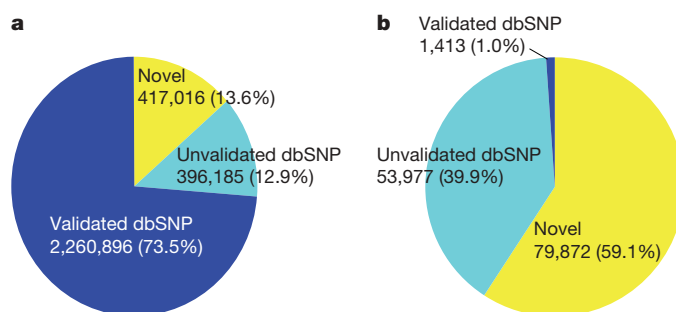 a
Novel
417,016 (13.6%)
Unvalidated dbSNP
396,185 (12.9%)
Validated dbSNP
2,260,896 (73.5%)
b
Validated dbSNP
1,413 (1.0%)
Unvalidated dbSNP
53,977 (39.9%)
Novel
79,872 (59.1%)